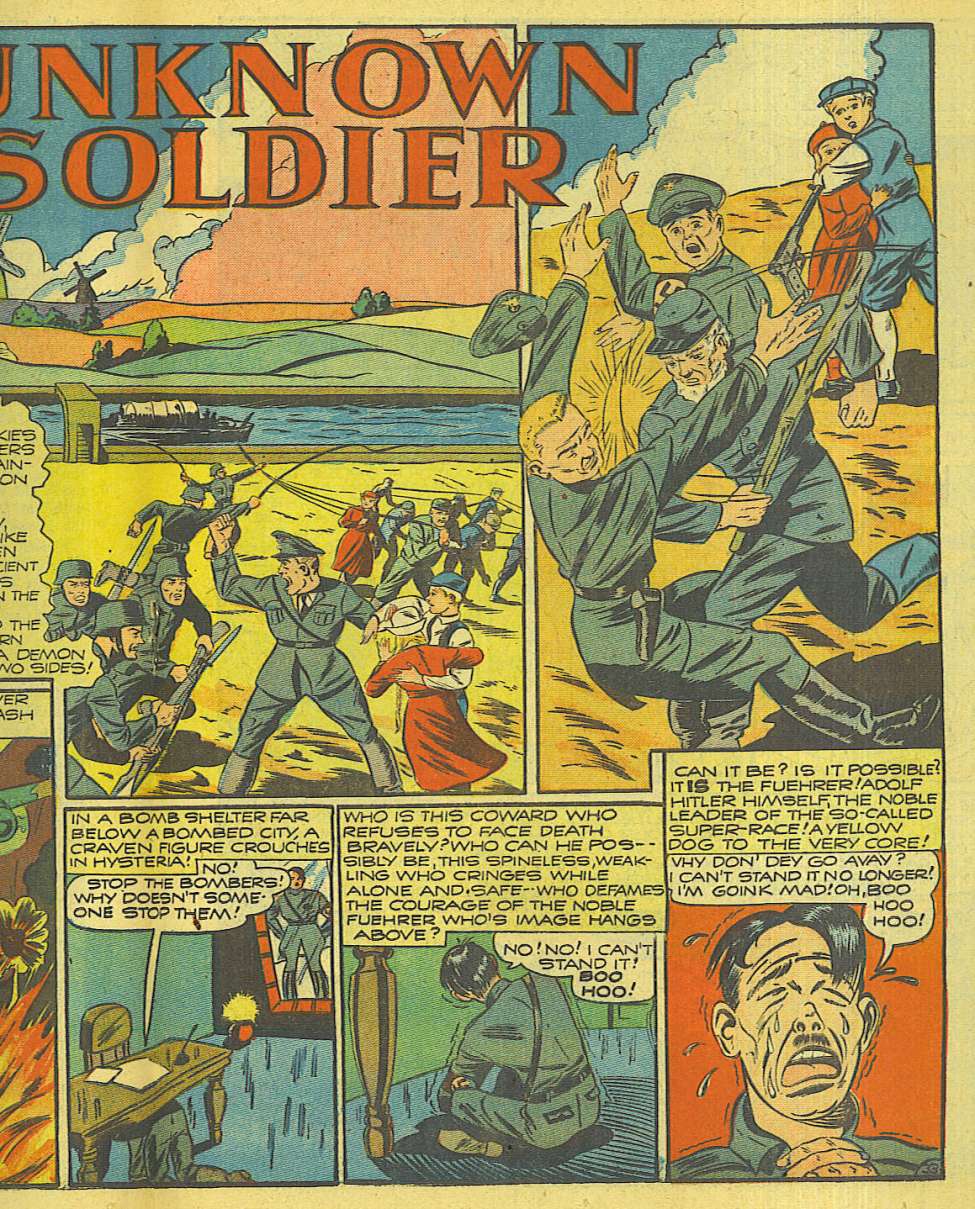 UNKNOWN
SOLDIER
KIES
ERS
AIN-
ON
IKE
EN
CIENT
S
N THE
O THE
RN
A DEMON
WO SIDES!
VER
ASH
IN A BOMB SHELTER FAR
BELOW A BOMBED CITY, A
CRAVEN FIGURE CROUCHES
IN HYSTERIA!
NO!
STOP THE BOMBERS!
WHY DOESN'T SOME-
ONE STOP THEM!
WHO IS THIS COWARD WHO
REFUSES TO FACE DEATH
BRAVELY? WHO CAN HE POS--
SIBLY BE, THIS SPINELESS, WEAK-
LING WHO CRINGES WHILE
ALONE AND SAFE--WHO DEFAMES
THE COURAGE OF THE NOBLE
FUEHRER WHO'S IMAGE HANGS
ABOVE?
NO! NO! I CAN'T
STAND IT!
BOO
HOO!
CAN IT BE? IS IT POSSIBLE?
IT IS THE FUEHRER! ADOLF
HITLER HIMSELF, THE NOBLE
LEADER OF THE SO-CALLED
SUPER-RACE! A YELLOW
DOG TO THE VERY CORE!
VHY DON' DEY GO AVAY?
I CAN'T STAND IT NO LONGER!
I'M GOINK MAD! OH, BOO
HOO
HOO!